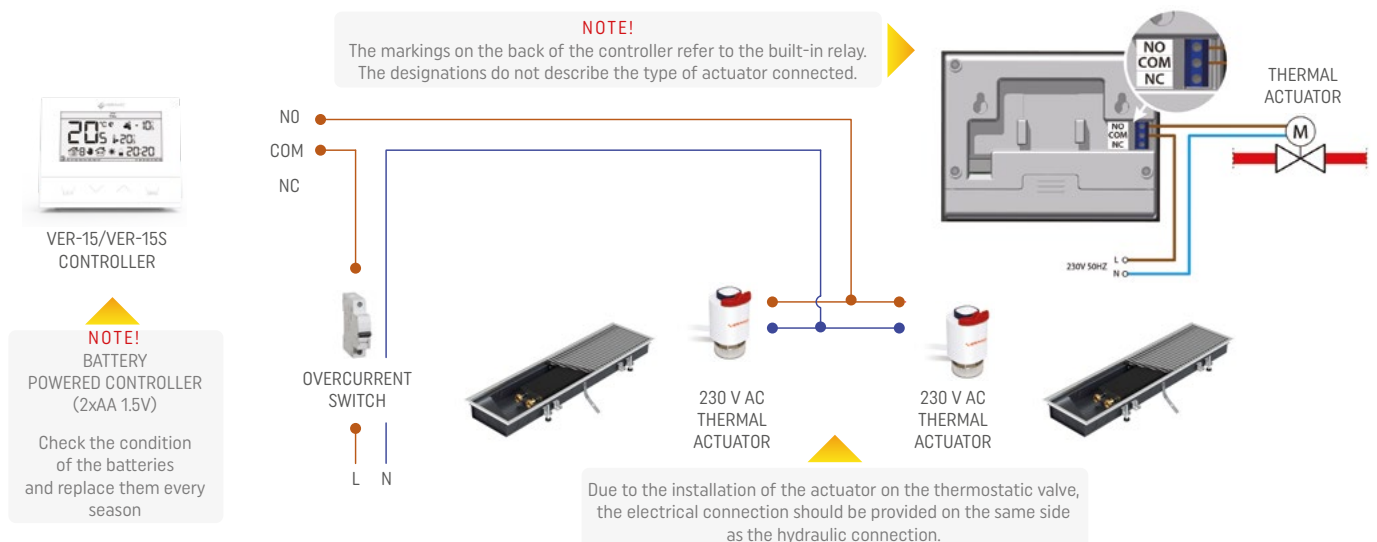 NOTE!
The markings on the back of the controller refer to the built-in relay.
The designations do not describe the type of actuator connected.
NO
COM
NC
THERMAL
ACTUATOR
NO
COM
NC
M
230V 50HZ
L
N
NO
COM
NC
20.5 °C
20:20
VER-15/VER-15S
CONTROLLER
NOTE!
BATTERY
POWERED CONTROLLER
(2xAA 1.5V)
Check the condition
of the batteries
and replace them every
season
OVERCURRENT
SWITCH
L N
230 V AC
THERMAL
ACTUATOR
230 V AC
THERMAL
ACTUATOR
Due to the installation of the actuator on the thermostatic valve,
the electrical connection should be provided on the same side
as the hydraulic connection.